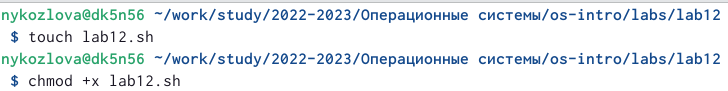 nykozlova@dk5n56 ~/work/study/2022-2023/Операционные системы/os-intro/labs/lab12
$ touch lab12.sh
nykozlova@dk5n56 ~/work/study/2022-2023/Операционные системы/os-intro/labs/lab12
$ chmod +x lab12.sh